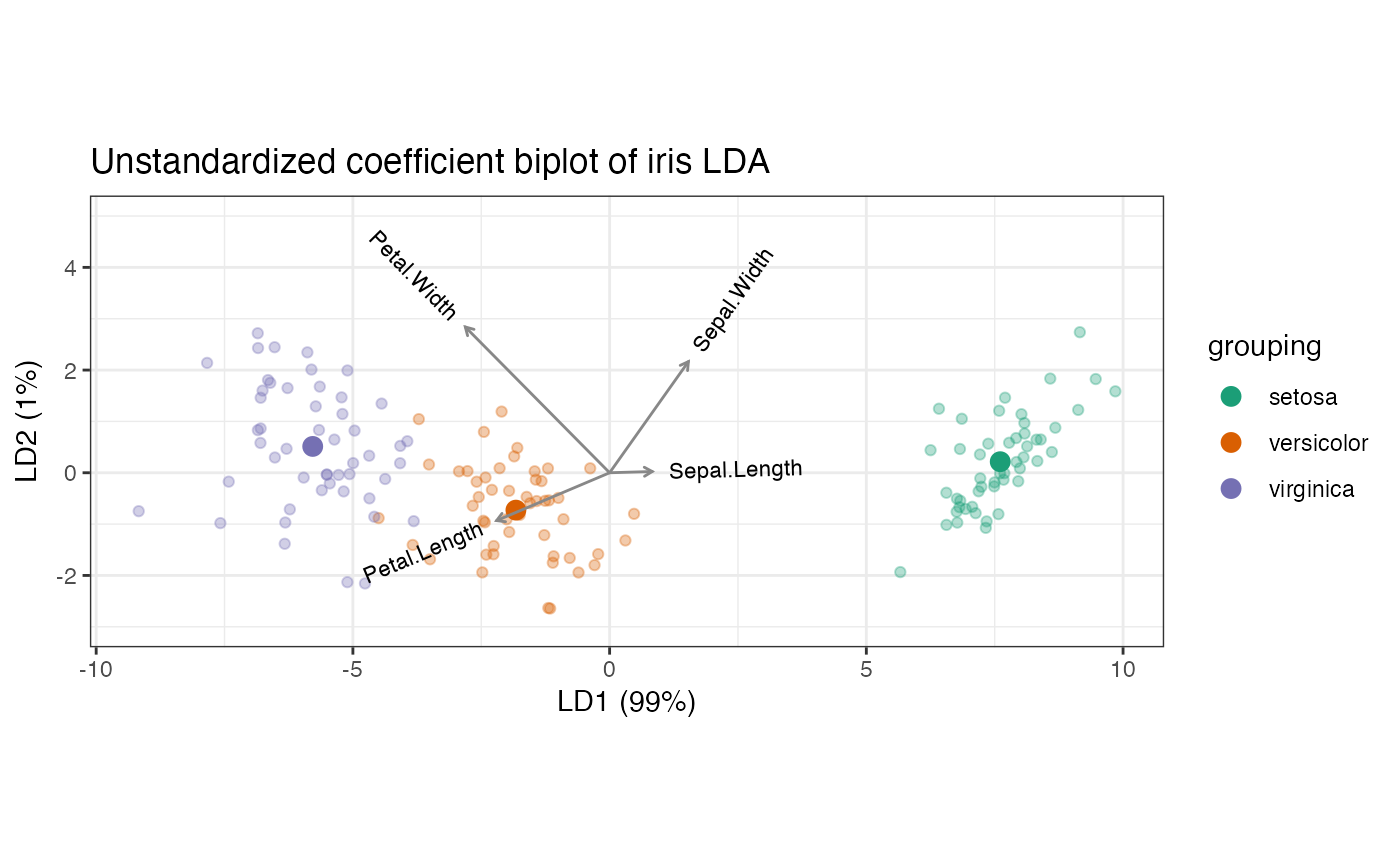 Unstandardized coefficient biplot of iris LDA
Petal.Width
Sepal.Width
Sepal.Length
Petal.Length
4
2
0
-2
LD2 (1%)
-10
-5
0
5
10
LD1 (99%)
grouping
setosa
versicolor
virginica